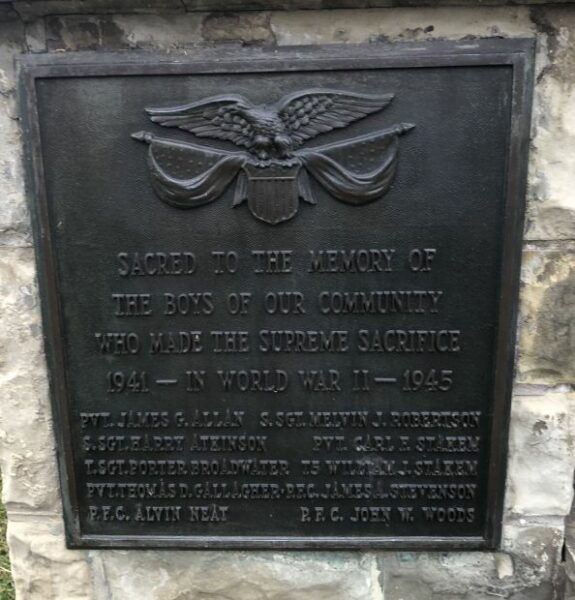 SACRED TO THE MEMORY OF
THE BOYS OF OUR COMMUNITY
WHO MADE THE SUPREME SACRIFICE
1941 — IN WORLD WAR II — 1945
PVT. JAMES G. ALLAN S. SGT. MELVIN J. ROBERTSON
S. SGT. HARRY ATKINSON PVT. CARL F. STAKEM
T. SGT. PORTER BROADWATER T5 WILLIAM J. STAKEM
PVT. THOMAS D. GALLAGHER P.F.C. JAMES A. STEVENSON
P.F.C. ALVIN NEAT P.F.C. JOHN W. WOODS